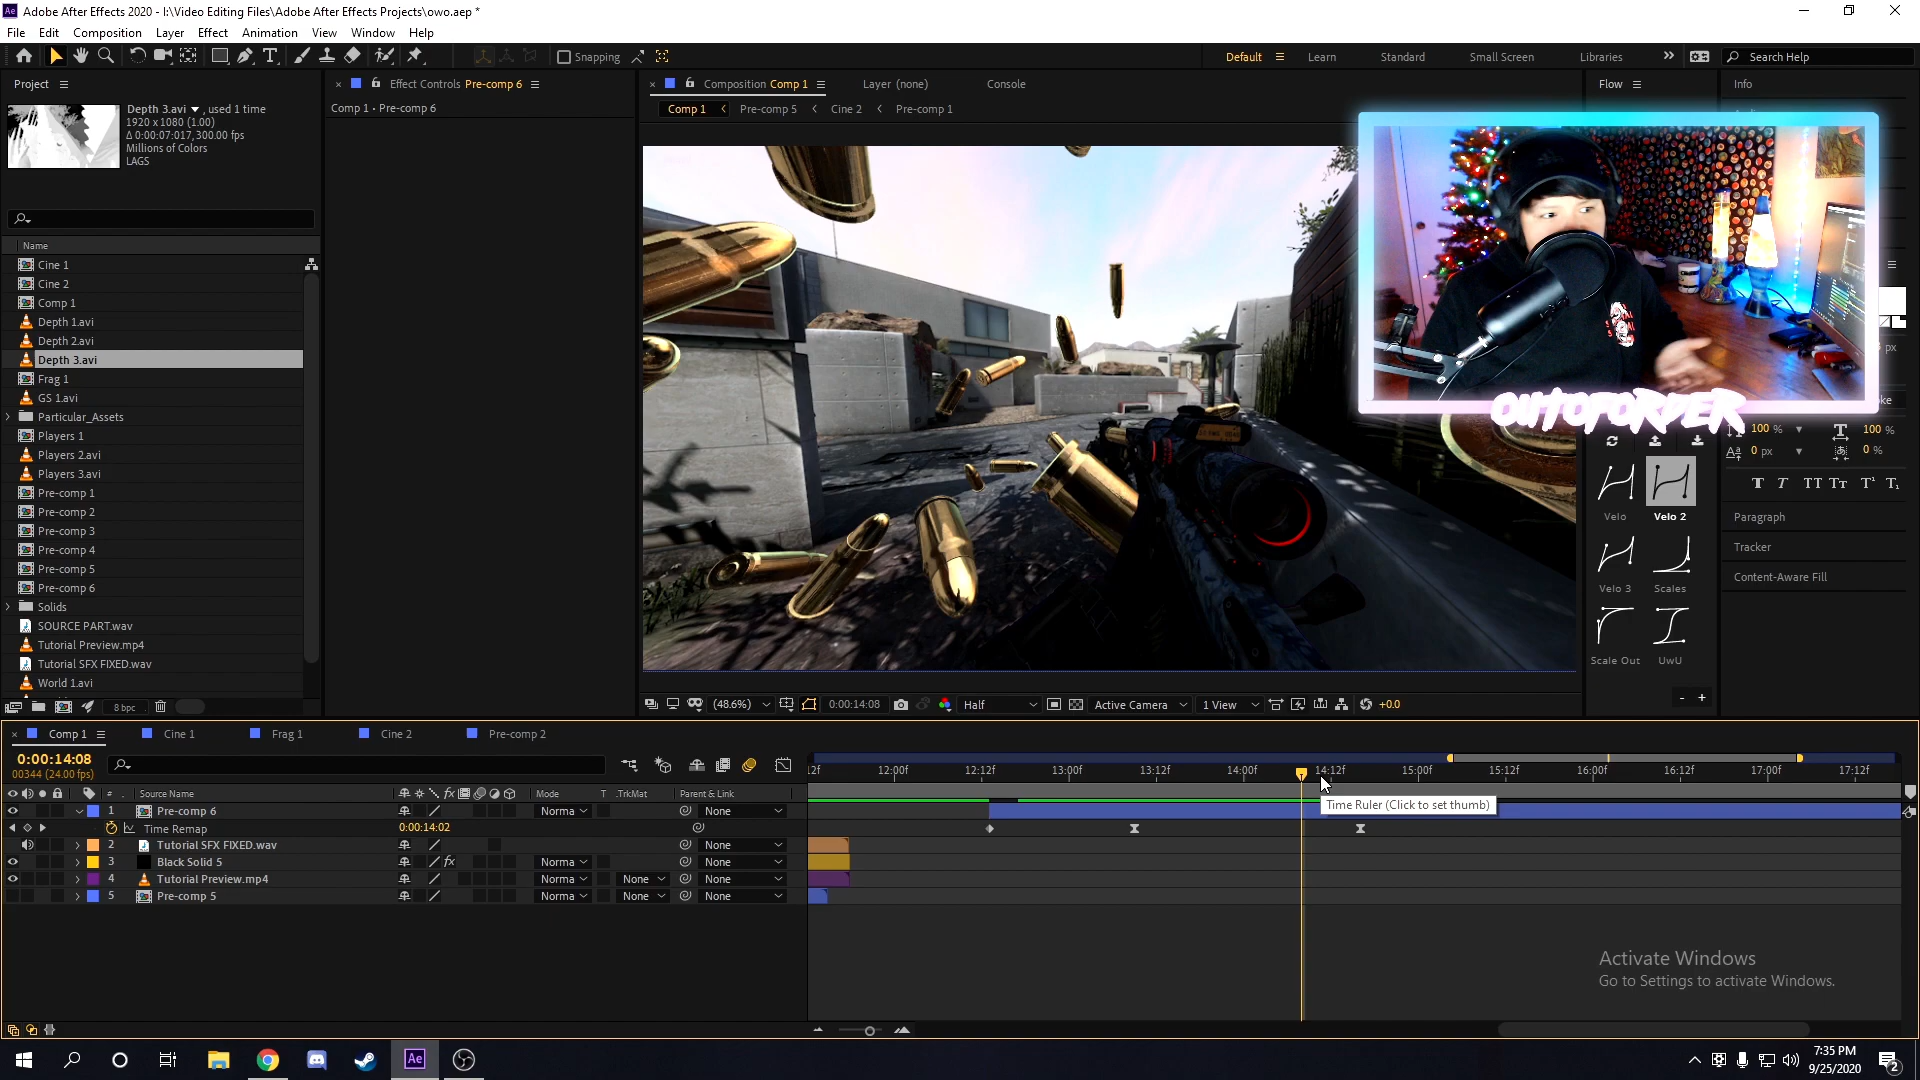 Adobe After Effects 2020 - I:\Video Editing Files\Adobe After Effects Projects\owo.aep *
File Edit Composition Layer Effect Animation View Window Help
Snapping
Default Learn Standard Small Screen Libraries
Search Help
Project
Depth 3.avi , used 1 time
1920 x 1080 (1.00)
Δ 0:00:07:017, 300.00 fps
Millions of Colors
LAGS
Name
Cine 1
Cine 2
Comp 1
Depth 1.avi
Depth 2.avi
Depth 3.avi
Frag 1
GS 1.avi
Particular_Assets
Players 1
Players 2.avi
Players 3.avi
Pre-comp 1
Pre-comp 2
Pre-comp 3
Pre-comp 4
Pre-comp 5
Pre-comp 6
Solids
SOURCE PART.wav
Tutorial Preview.mp4
Tutorial SFX FIXED.wav
World 1.avi
8 bpc
Effect Controls Pre-comp 6
Comp 1 • Pre-comp 6
Composition Comp 1
Layer (none)
Console
Comp 1 Pre-comp 5 Cine 2 Pre-comp 1
(48.6%) 0:00:14:08 Half Active Camera 1 View +0.0
Flow
Info
OUTOFORDER
px
oke
100 % 100 %
0 px 0 %
Velo Velo 2
Velo 3 Scales
Scale Out UwU
- +
Paragraph
Tracker
Content-Aware Fill
Comp 1 Cine 1 Frag 1 Cine 2 Pre-comp 2
0:00:14:08
00344 (24.00 fps)
12f 12:00f 12:12f 13:00f 13:12f 14:00f 14:12f 15:00f 15:12f 16:00f 16:12f 17:00f 17:12f
# Source Name Mode T .TrkMat Parent & Link
1 Pre-comp 6 Norma None
Time Remap 0:00:14:02
2 Tutorial SFX FIXED.wav None
3 Black Solid 5 Norma None
4 Tutorial Preview.mp4 Norma None None
5 Pre-comp 5 Norma None None
Time Ruler (Click to set thumb)
Activate Windows
Go to Settings to activate Windows.
7:35 PM
9/25/2020
2